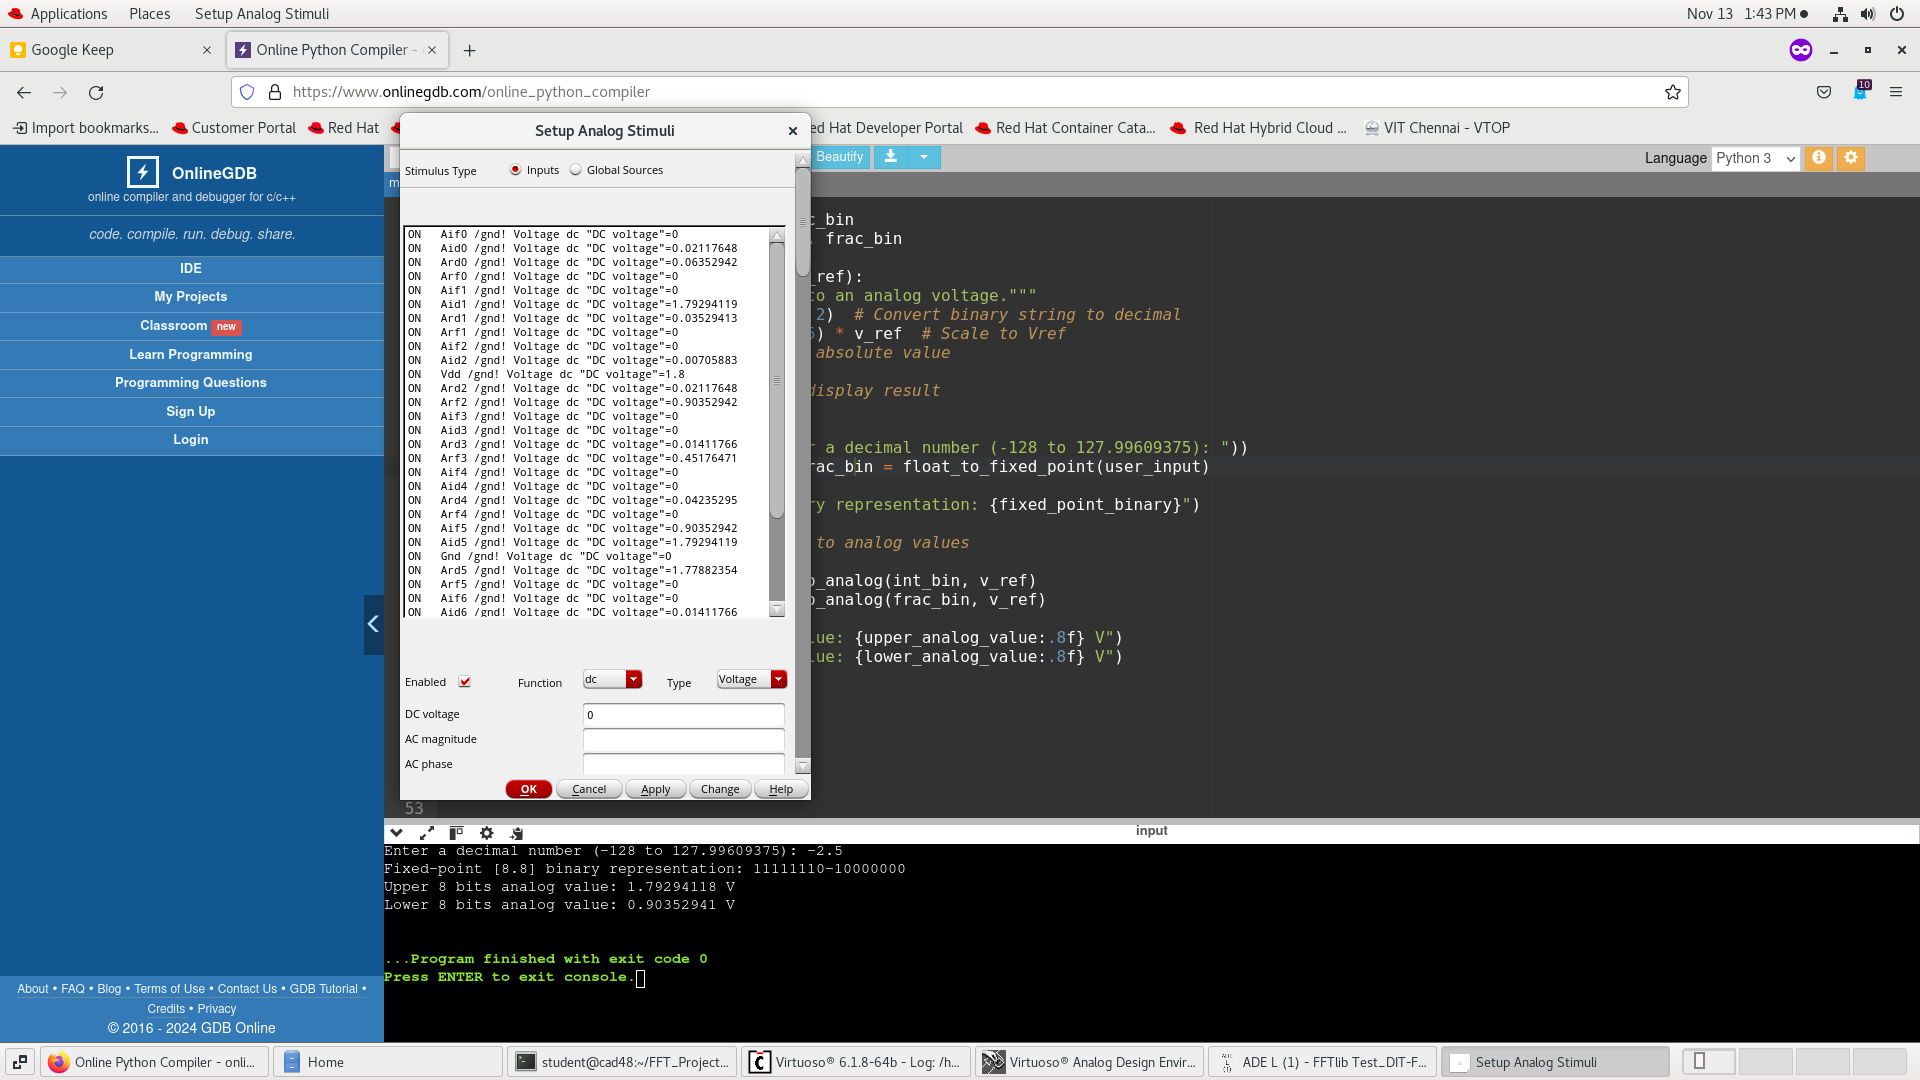 Applications Places Setup Analog Stimuli Nov 13 1:43 PM
Google Keep
Online Python Compiler -
https://www.onlinegdb.com/online_python_compiler
10
Import bookmarks... Customer Portal Red Hat ed Hat Developer Portal Red Hat Container Cata... Red Hat Hybrid Cloud ... VIT Chennai - VTOP
OnlineGDB
online compiler and debugger for c/c++
code. compile. run. debug. share.
IDE
My Projects
Classroom new
Learn Programming
Programming Questions
Sign Up
Login
About • FAQ • Blog • Terms of Use • Contact Us • GDB Tutorial •
Credits • Privacy
© 2016 - 2024 GDB Online
Beautify
Language Python 3
Setup Analog Stimuli
Stimulus Type Inputs Global Sources
ON Aif0 /gnd! Voltage dc "DC voltage"=0
ON Aid0 /gnd! Voltage dc "DC voltage"=0.02117648
ON Ard0 /gnd! Voltage dc "DC voltage"=0.06352942
ON Arf0 /gnd! Voltage dc "DC voltage"=0
ON Aif1 /gnd! Voltage dc "DC voltage"=0
ON Aid1 /gnd! Voltage dc "DC voltage"=1.79294119
ON Ard1 /gnd! Voltage dc "DC voltage"=0.03529413
ON Arf1 /gnd! Voltage dc "DC voltage"=0
ON Aif2 /gnd! Voltage dc "DC voltage"=0
ON Aid2 /gnd! Voltage dc "DC voltage"=0.00705883
ON Vdd /gnd! Voltage dc "DC voltage"=1.8
ON Ard2 /gnd! Voltage dc "DC voltage"=0.02117648
ON Arf2 /gnd! Voltage dc "DC voltage"=0.90352942
ON Aif3 /gnd! Voltage dc "DC voltage"=0
ON Aid3 /gnd! Voltage dc "DC voltage"=0
ON Ard3 /gnd! Voltage dc "DC voltage"=0.01411766
ON Arf3 /gnd! Voltage dc "DC voltage"=0.45176471
ON Aif4 /gnd! Voltage dc "DC voltage"=0
ON Aid4 /gnd! Voltage dc "DC voltage"=0
ON Ard4 /gnd! Voltage dc "DC voltage"=0.04235295
ON Arf4 /gnd! Voltage dc "DC voltage"=0
ON Aif5 /gnd! Voltage dc "DC voltage"=0.90352942
ON Aid5 /gnd! Voltage dc "DC voltage"=1.79294119
ON Gnd /gnd! Voltage dc "DC voltage"=0
ON Ard5 /gnd! Voltage dc "DC voltage"=1.77882354
ON Arf5 /gnd! Voltage dc "DC voltage"=0
ON Aif6 /gnd! Voltage dc "DC voltage"=0
ON Aid6 /gnd! Voltage dc "DC voltage"=0.01411766
Enabled Function dc Type Voltage
DC voltage 0
AC magnitude
AC phase
OK Cancel Apply Change Help
c_bin
, frac_bin
_ref):
to an analog voltage."""
2) # Convert binary string to decimal
5) * v_ref # Scale to Vref
absolute value
display result
r a decimal number (-128 to 127.99609375): "))
rac_bin = float_to_fixed_point(user_input)
ry representation: {fixed_point_binary}")
to analog values
o_analog(int_bin, v_ref)
o_analog(frac_bin, v_ref)
lue: {upper_analog_value:.8f} V")
lue: {lower_analog_value:.8f} V")
53
input
Enter a decimal number (-128 to 127.99609375): -2.5
Fixed-point [8.8] binary representation: 11111110-10000000
Upper 8 bits analog value: 1.79294118 V
Lower 8 bits analog value: 0.90352941 V
...Program finished with exit code 0
Press ENTER to exit console.
Online Python Compiler - onli... Home student@cad48:~/FFT_Project... Virtuoso® 6.1.8-64b - Log: /h... Virtuoso® Analog Design Envir... ADE L (1) - FFTlib Test_DIT-F... Setup Analog Stimuli